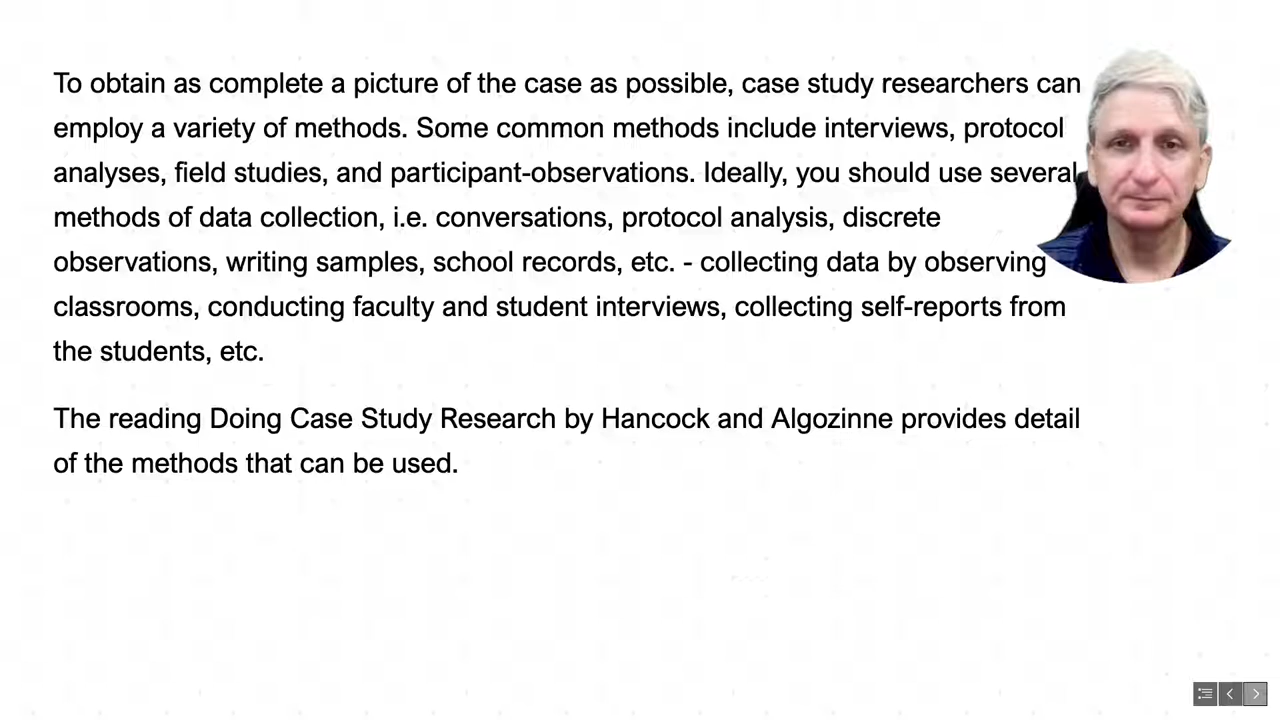 To obtain as complete a picture of the case as possible, case study researchers can
employ a variety of methods. Some common methods include interviews, protocol
analyses, field studies, and participant-observations. Ideally, you should use several
methods of data collection, i.e. conversations, protocol analysis, discrete
observations, writing samples, school records, etc. - collecting data by observing
classrooms, conducting faculty and student interviews, collecting self-reports from
the students, etc.
The reading Doing Case Study Research by Hancock and Algozinne provides detail
of the methods that can be used.